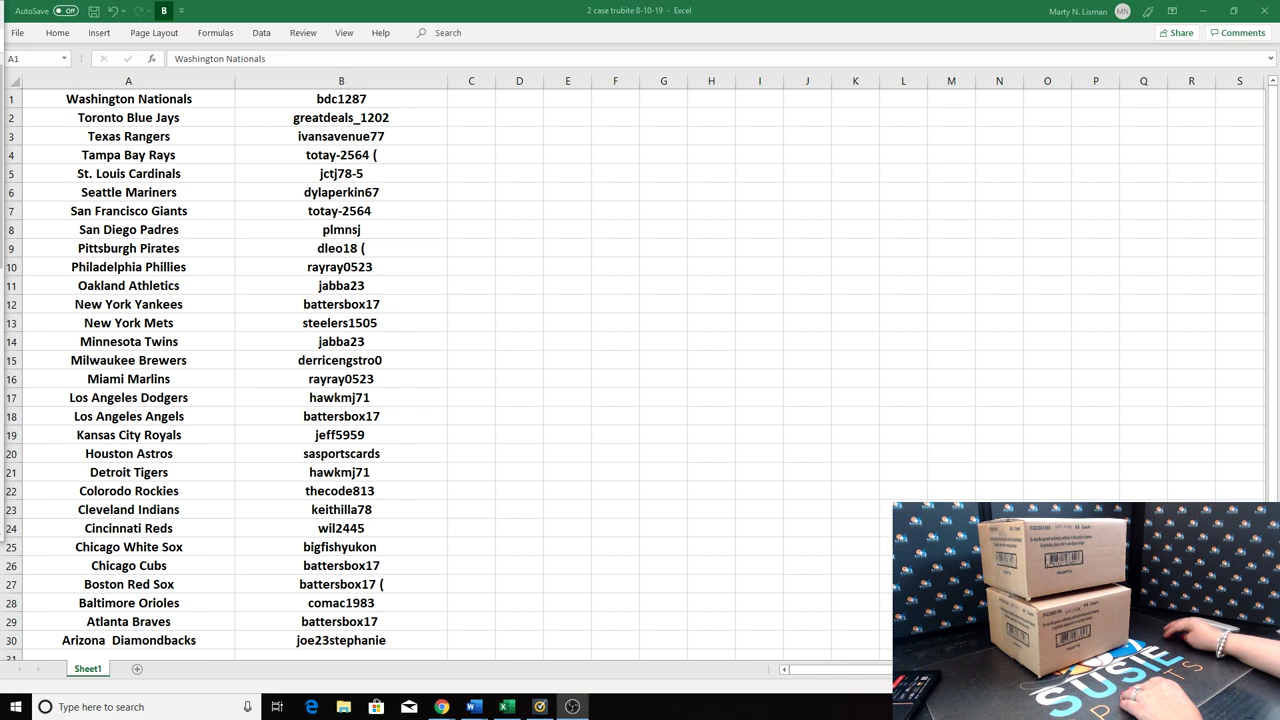 AutoSave Off B 2 case trubite 8-10-19 - Excel Marty N. Lisman MN
File Home Insert Page Layout Formulas Data Review View Help Search Share Comments
A1 fx Washington Nationals
A B C D E F G H I J K L M N O P Q R S
1 Washington Nationals bdc1287
2 Toronto Blue Jays greatdeals_1202
3 Texas Rangers ivansavenue77
4 Tampa Bay Rays totay-2564 (
5 St. Louis Cardinals jctj78-5
6 Seattle Mariners dylaperkin67
7 San Francisco Giants totay-2564
8 San Diego Padres plmnsj
9 Pittsburgh Pirates dleo18 (
10 Philadelphia Phillies rayray0523
11 Oakland Athletics jabba23
12 New York Yankees battersbox17
13 New York Mets steelers1505
14 Minnesota Twins jabba23
15 Milwaukee Brewers derricengstro0
16 Miami Marlins rayray0523
17 Los Angeles Dodgers hawkmj71
18 Los Angeles Angels battersbox17
19 Kansas City Royals jeff5959
20 Houston Astros sasportscards
21 Detroit Tigers hawkmj71
22 Colorodo Rockies thecode813
23 Cleveland Indians keithilla78
24 Cincinnati Reds wil2445
25 Chicago White Sox bigfishyukon
26 Chicago Cubs battersbox17
27 Boston Red Sox battersbox17 (
28 Baltimore Orioles comac1983
29 Atlanta Braves battersbox17
30 Arizona Diamondbacks joe23stephanie
31
Sheet1
SUSIE
Type here to search